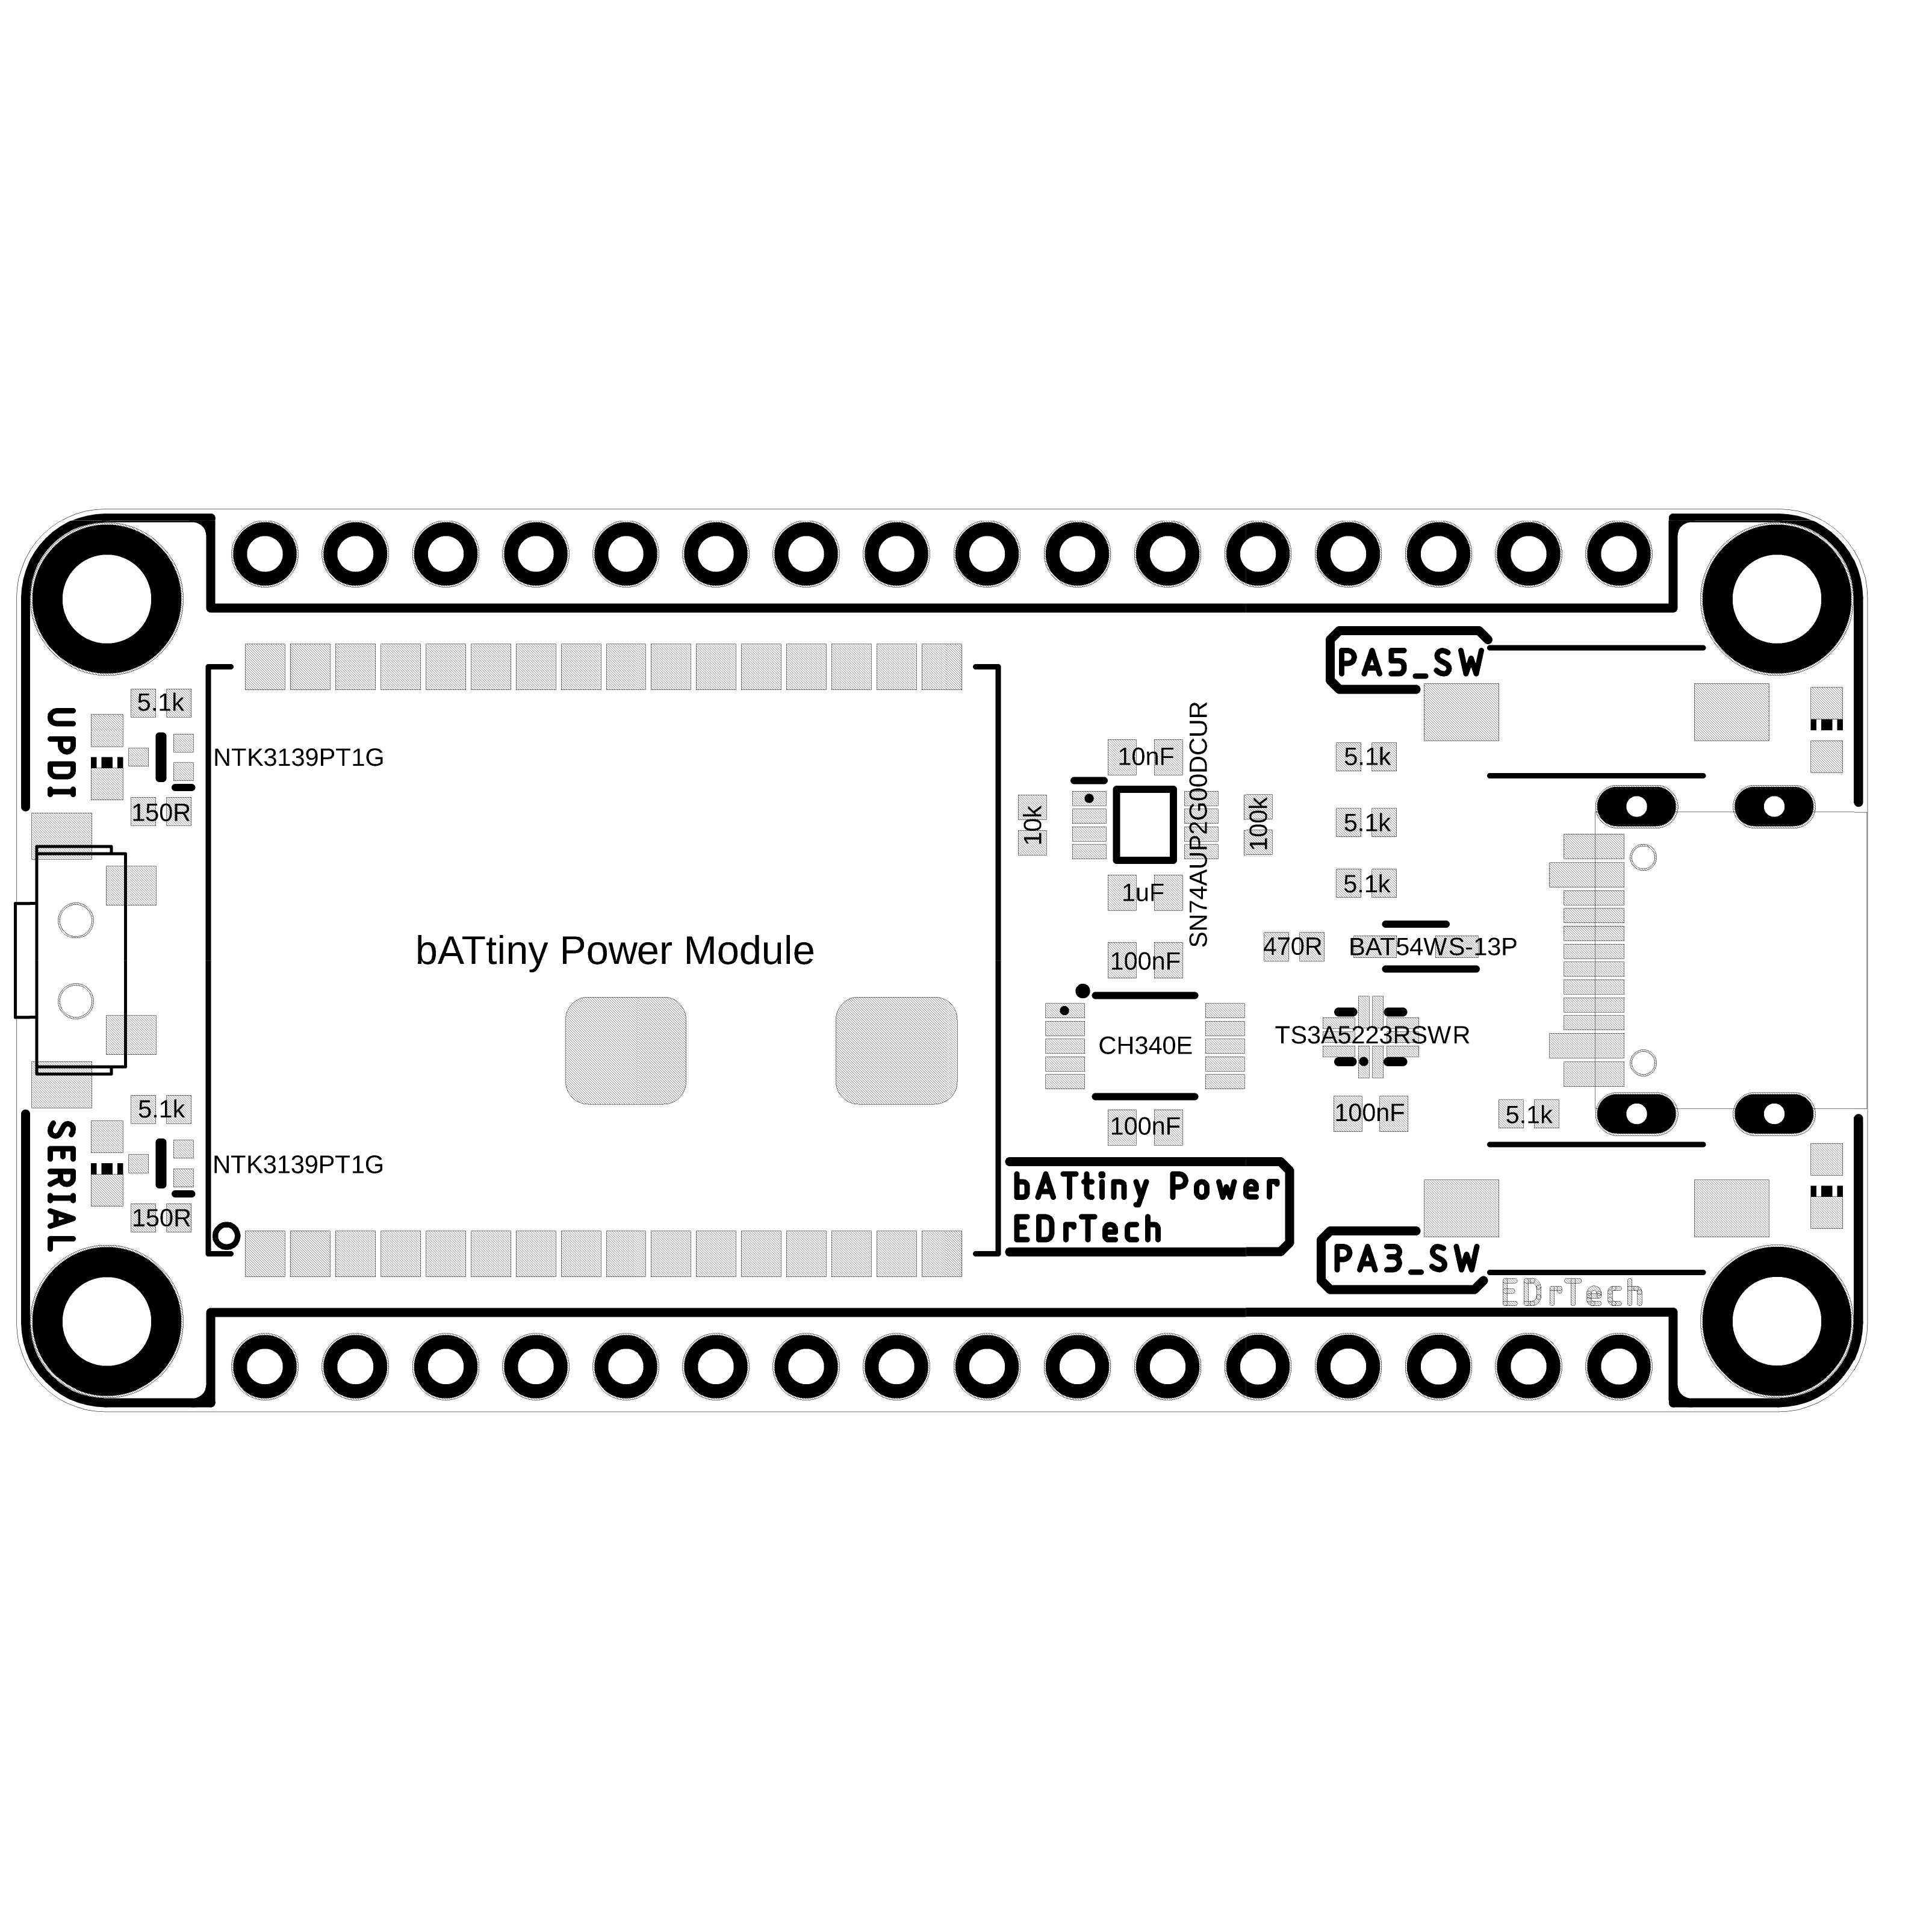 PA5_SW
5.1k
UPDI
NTK3139PT1G
150R
10nF
SN74AUP2G00DCUR
10k
100k
1uF
5.1k
5.1k
5.1k
470R
BAT54WS-13P
bATtiny Power Module
100nF
CH340E
TS3A5223RSWR
100nF
100nF
5.1k
5.1k
SERIAL
NTK3139PT1G
150R
bATtiny Power
EDrTech
PA3_SW
EDrTech